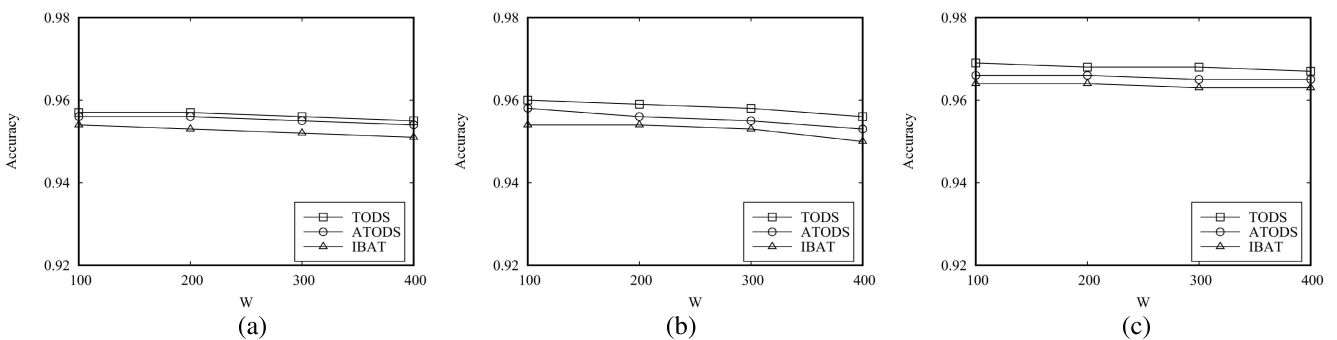 0.98
0.96
0.94
0.92
Accuracy
100 200 300 400
W
TODS
ATODS
IBAT
(a)
0.98
0.96
0.94
0.92
Accuracy
100 200 300 400
W
TODS
ATODS
IBAT
(b)
0.98
0.96
0.94
0.92
Accuracy
100 200 300 400
W
TODS
ATODS
IBAT
(c)